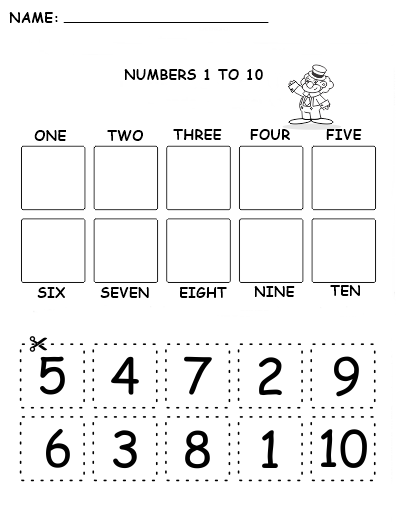 NAME:
NUMBERS 1 TO 10
ONE TWO THREE FOUR FIVE
SIX SEVEN EIGHT NINE TEN
5 4 7 2 9
6 3 8 1 10